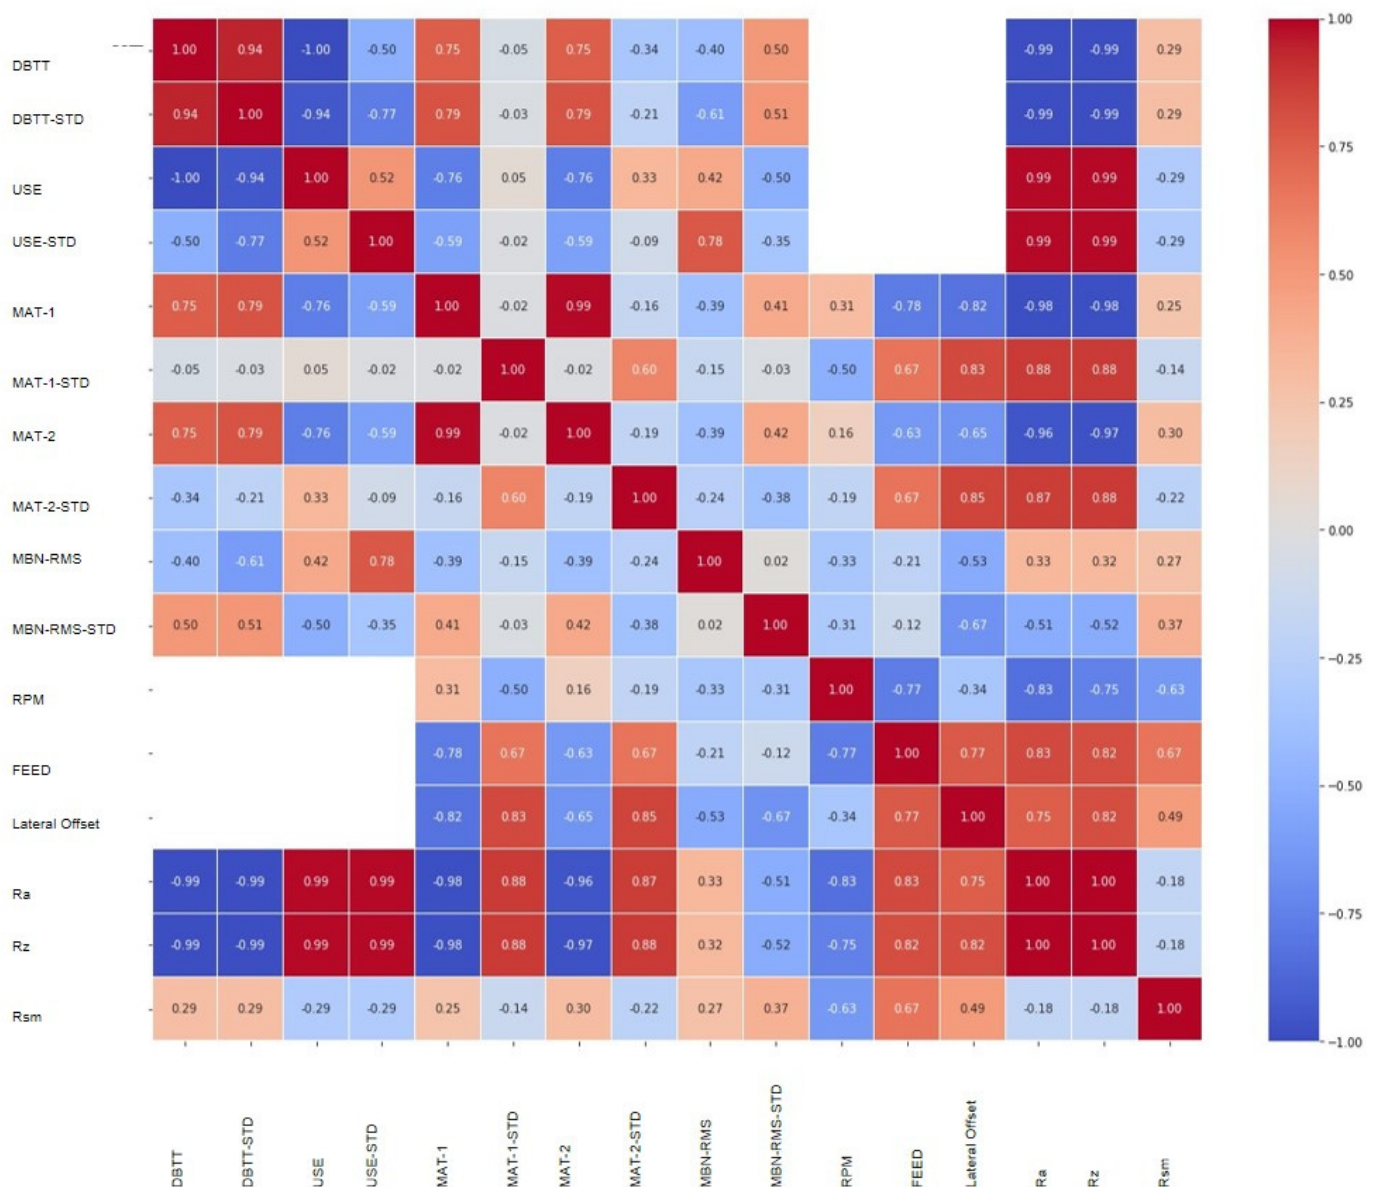 DBTT 1.00 0.94 -1.00 -0.50 0.75 -0.05 0.75 -0.34 -0.40 0.50 -0.99 -0.99 0.29
DBTT-STD 0.94 1.00 -0.94 -0.77 0.79 -0.03 0.79 -0.21 -0.61 0.51 -0.99 -0.99 0.29
USE -1.00 -0.94 1.00 0.52 -0.76 0.05 -0.76 0.33 0.42 -0.50 0.99 0.99 -0.29
USE-STD -0.50 -0.77 0.52 1.00 -0.59 -0.02 -0.59 -0.09 0.78 -0.35 0.99 0.99 -0.29
MAT-1 0.75 0.79 -0.76 -0.59 1.00 -0.02 0.99 -0.16 -0.39 0.41 0.31 -0.78 -0.82 -0.98 -0.98 0.25
MAT-1-STD -0.05 -0.03 0.05 -0.02 -0.02 1.00 -0.02 0.60 -0.15 -0.03 -0.50 0.67 0.83 0.88 0.88 -0.14
MAT-2 0.75 0.79 -0.76 -0.59 0.99 -0.02 1.00 -0.19 -0.39 0.42 0.16 -0.63 -0.65 -0.96 -0.97 0.30
MAT-2-STD -0.34 -0.21 0.33 -0.09 -0.16 0.60 -0.19 1.00 -0.24 -0.38 -0.19 0.67 0.85 0.87 0.88 -0.22
MBN-RMS -0.40 -0.61 0.42 0.78 -0.39 -0.15 -0.39 -0.24 1.00 0.02 -0.33 -0.21 -0.53 0.33 0.32 0.27
MBN-RMS-STD 0.50 0.51 -0.50 -0.35 0.41 -0.03 0.42 -0.38 0.02 1.00 -0.31 -0.12 -0.67 -0.51 -0.52 0.37
RPM 0.31 -0.50 0.16 -0.19 -0.33 -0.31 1.00 -0.77 -0.34 -0.83 -0.75 -0.63
FEED -0.78 0.67 -0.63 0.67 -0.21 -0.12 -0.77 1.00 0.77 0.83 0.82 0.67
Lateral Offset -0.82 0.83 -0.65 0.85 -0.53 -0.67 -0.34 0.77 1.00 0.75 0.82 0.49
Ra -0.99 -0.99 0.99 0.99 -0.98 0.88 -0.96 0.87 0.33 -0.51 -0.83 0.83 0.75 1.00 1.00 -0.18
Rz -0.99 -0.99 0.99 0.99 -0.98 0.88 -0.97 0.88 0.32 -0.52 -0.75 0.82 0.82 1.00 1.00 -0.18
Rsm 0.29 0.29 -0.29 -0.29 0.25 -0.14 0.30 -0.22 0.27 0.37 -0.63 0.67 0.49 -0.18 -0.18 1.00
DBTT
DBTT-STD
USE
USE-STD
MAT-1
MAT-1-STD
MAT-2
MAT-2-STD
MBN-RMS
MBN-RMS-STD
RPM
FEED
Lateral Offset
Ra
Rz
Rsm
1.00
0.75
0.50
0.25
0.00
−0.25
−0.50
−0.75
−1.00